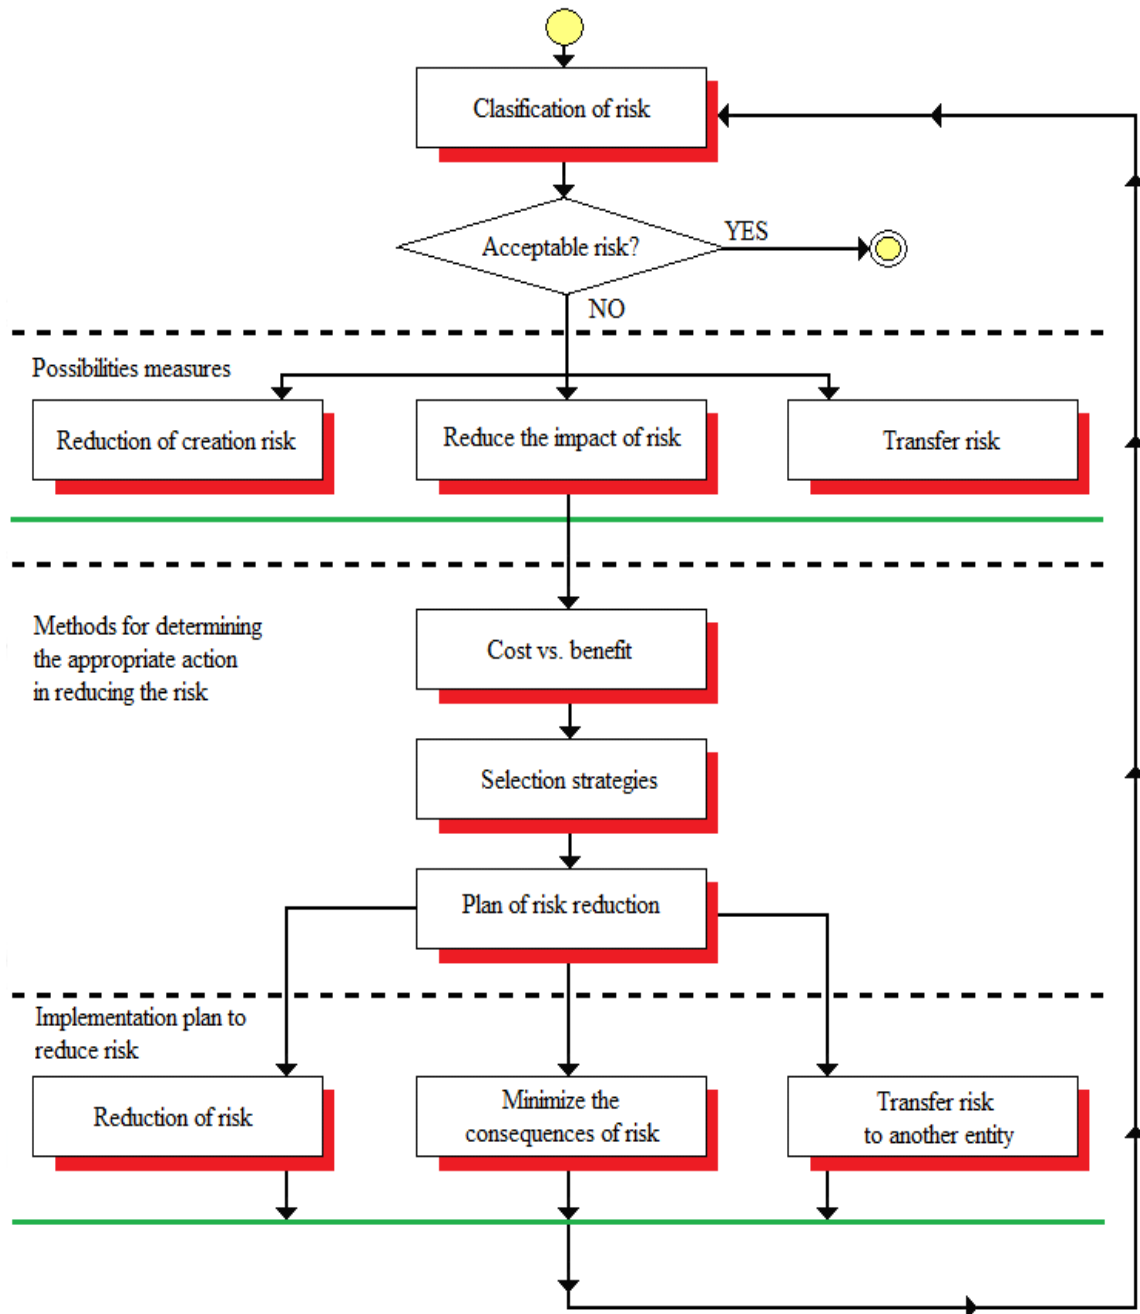 Clasification of risk
Acceptable risk?
YES
NO
Possibilities measures
Reduction of creation risk
Reduce the impact of risk
Transfer risk
Methods for determining
the appropriate action
in reducing the risk
Cost vs. benefit
Selection strategies
Plan of risk reduction
Implementation plan to
reduce risk
Reduction of risk
Minimize the
consequences of risk
Transfer risk
to another entity